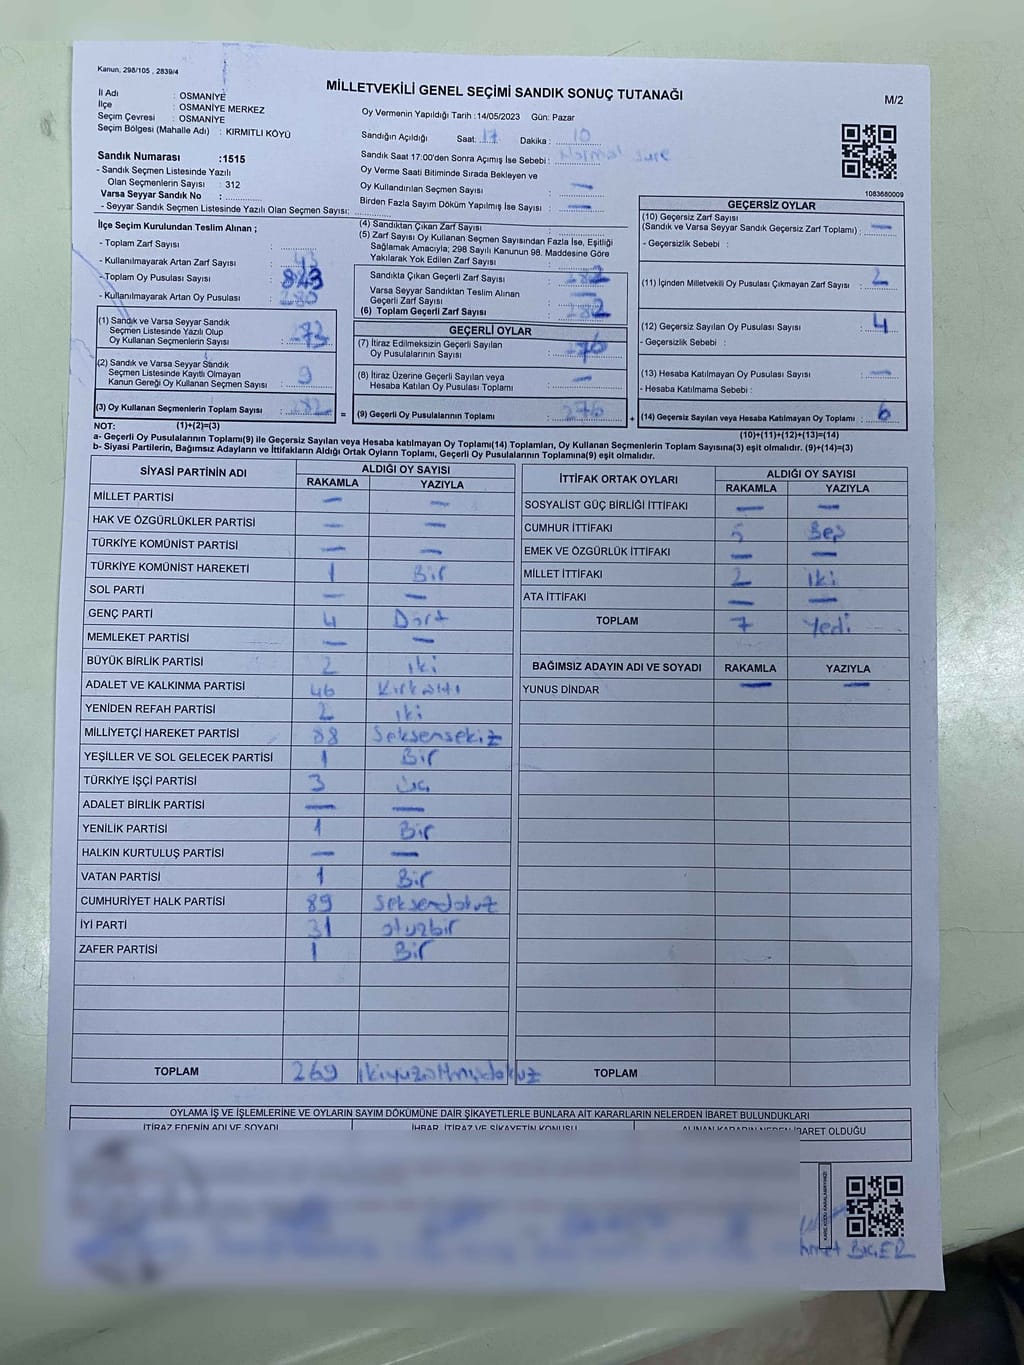 Kanun, 298/105 , 2839/4
MİLLETVEKİLİ GENEL SEÇİMİ SANDIK SONUÇ TUTANAĞI
M/2
İl Adı : OSMANİYE
İlçe : OSMANİYE MERKEZ
Seçim Çevresi : OSMANİYE
Seçim Bölgesi (Mahalle Adı) : KIRMITLI KÖYÜ
Oy Vermenin Yapıldığı Tarih :14/05/2023 Gün: Pazar
Sandığın Açıldığı Saat: 17 Dakika : 10
Sandık Saat 17:00'den Sonra Açımış İse Sebebi : Normal süre
Oy Verme Saati Bitiminde Sırada Bekleyen ve
Oy Kullandırılan Seçmen Sayısı : —
Birden Fazla Sayım Döküm Yapılmış İse Sayısı : —
Sandık Numarası :1515
- Sandık Seçmen Listesinde Yazılı
Olan Seçmenlerin Sayısı : 312
Varsa Seyyar Sandık No :
- Seyyar Sandık Seçmen Listesinde Yazılı Olan Seçmen Sayısı:
1083680009
İlçe Seçim Kurulundan Teslim Alınan ;
- Toplam Zarf Sayısı :
- Kullanılmayarak Artan Zarf Sayısı :
- Toplam Oy Pusulası Sayısı : 843
- Kullanılmayarak Artan Oy Pusulası :
(1) Sandık ve Varsa Seyyar Sandık
Seçmen Listesinde Yazılı Olup
Oy Kullanan Seçmenlerin Sayısı :
(2) Sandık ve Varsa Seyyar Sandık
Seçmen Listesinde Kayıtlı Olmayan
Kanun Gereği Oy Kullanan Seçmen Sayısı : 9
(3) Oy Kullanan Seçmenlerin Toplam Sayısı : 282 =
(4) Sandıktan Çıkan Zarf Sayısı :
(5) Zarf Sayısı Oy Kullanan Seçmen Sayısından Fazla İse, Eşitliği
Sağlamak Amacıyla; 298 Sayılı Kanunun 98. Maddesine Göre
Yakılarak Yok Edilen Zarf Sayısı :
Sandıkta Çıkan Geçerli Zarf Sayısı : 282
Varsa Seyyar Sandıktan Teslim Alınan
Geçerli Zarf Sayısı : —
(6) Toplam Geçerli Zarf Sayısı : 282
GEÇERLİ OYLAR
(7) İtiraz Edilmeksizin Geçerli Sayılan
Oy Pusulalarının Sayısı : 276
(8) İtiraz Üzerine Geçerli Sayılan veya
Hesaba Katılan Oy Pusulası Toplamı : —
(9) Geçerli Oy Pusulalarının Toplamı : 276 +
GEÇERSİZ OYLAR
(10) Geçersiz Zarf Sayısı
(Sandık ve Varsa Seyyar Sandık Geçersiz Zarf Toplamı) : —
- Geçersizlik Sebebi :
(11) İçinden Milletvekili Oy Pusulası Çıkmayan Zarf Sayısı : 2
(12) Geçersiz Sayılan Oy Pusulası Sayısı : 4
- Geçersizlik Sebebi :
(13) Hesaba Katılmayan Oy Pusulası Sayısı : —
- Hesaba Katılmama Sebebi :
(14) Geçersiz Sayılan veya Hesaba Katılmayan Oy Toplamı : 6
NOT: (1)+(2)=(3)
(10)+(11)+(12)+(13)=(14)
a- Geçerli Oy Pusulalarının Toplamı(9) ile Geçersiz Sayılan veya Hesaba katılmayan Oy Toplamı(14) Toplamları, Oy Kullanan Seçmenlerin Toplam Sayısına(3) eşit olmalıdır. (9)+(14)=(3)
b- Siyasi Partilerin, Bağımsız Adayların ve İttifakların Aldığı Ortak Oyların Toplamı, Geçerli Oy Pusulalarının Toplamına(9) eşit olmalıdır.
SİYASİ PARTİNİN ADI ALDIĞI OY SAYISI
RAKAMLA YAZIYLA
MİLLET PARTİSİ — —
HAK VE ÖZGÜRLÜKLER PARTİSİ — —
TÜRKİYE KOMÜNİST PARTİSİ — —
TÜRKİYE KOMÜNİST HAREKETİ 1 Bir
SOL PARTİ — —
GENÇ PARTİ 4 Dört
MEMLEKET PARTİSİ — —
BÜYÜK BİRLİK PARTİSİ 2 iki
ADALET VE KALKINMA PARTİSİ 46 Kırkaltı
YENİDEN REFAH PARTİSİ 2 iki
MİLLİYETÇİ HAREKET PARTİSİ 88 Seksensekiz
YEŞİLLER VE SOL GELECEK PARTİSİ 1 Bir
TÜRKİYE İŞÇİ PARTİSİ 3 üç
ADALET BİRLİK PARTİSİ — —
YENİLİK PARTİSİ 1 Bir
HALKIN KURTULUŞ PARTİSİ — —
VATAN PARTİSİ 1 Bir
CUMHURİYET HALK PARTİSİ 89 Seksendokuz
İYİ PARTİ 31 otuzbir
ZAFER PARTİSİ 1 Bir
TOPLAM 269 ikiyüzaltmışdokuz
İTTİFAK ORTAK OYLARI ALDIĞI OY SAYISI
RAKAMLA YAZIYLA
SOSYALİST GÜÇ BİRLİĞİ İTTİFAKI — —
CUMHUR İTTİFAKI 5 Beş
EMEK VE ÖZGÜRLÜK İTTİFAKI — —
MİLLET İTTİFAKI 2 iki
ATA İTTİFAKI — —
TOPLAM 7 Yedi
BAĞIMSIZ ADAYIN ADI VE SOYADI RAKAMLA YAZIYLA
YUNUS DİNDAR — —
TOPLAM
OYLAMA İŞ VE İŞLEMLERİNE VE OYLARIN SAYIM DÖKÜMÜNE DAİR ŞİKAYETLERLE BUNLARA AİT KARARLARIN NELERDEN İBARET BULUNDUKLARI
İTİRAZ EDENİN ADI VE SOYADI İHBAR, İTİRAZ VE ŞİKAYETİN KONUSU ALINAN KARARIN NEDEN İBARET OLDUĞU